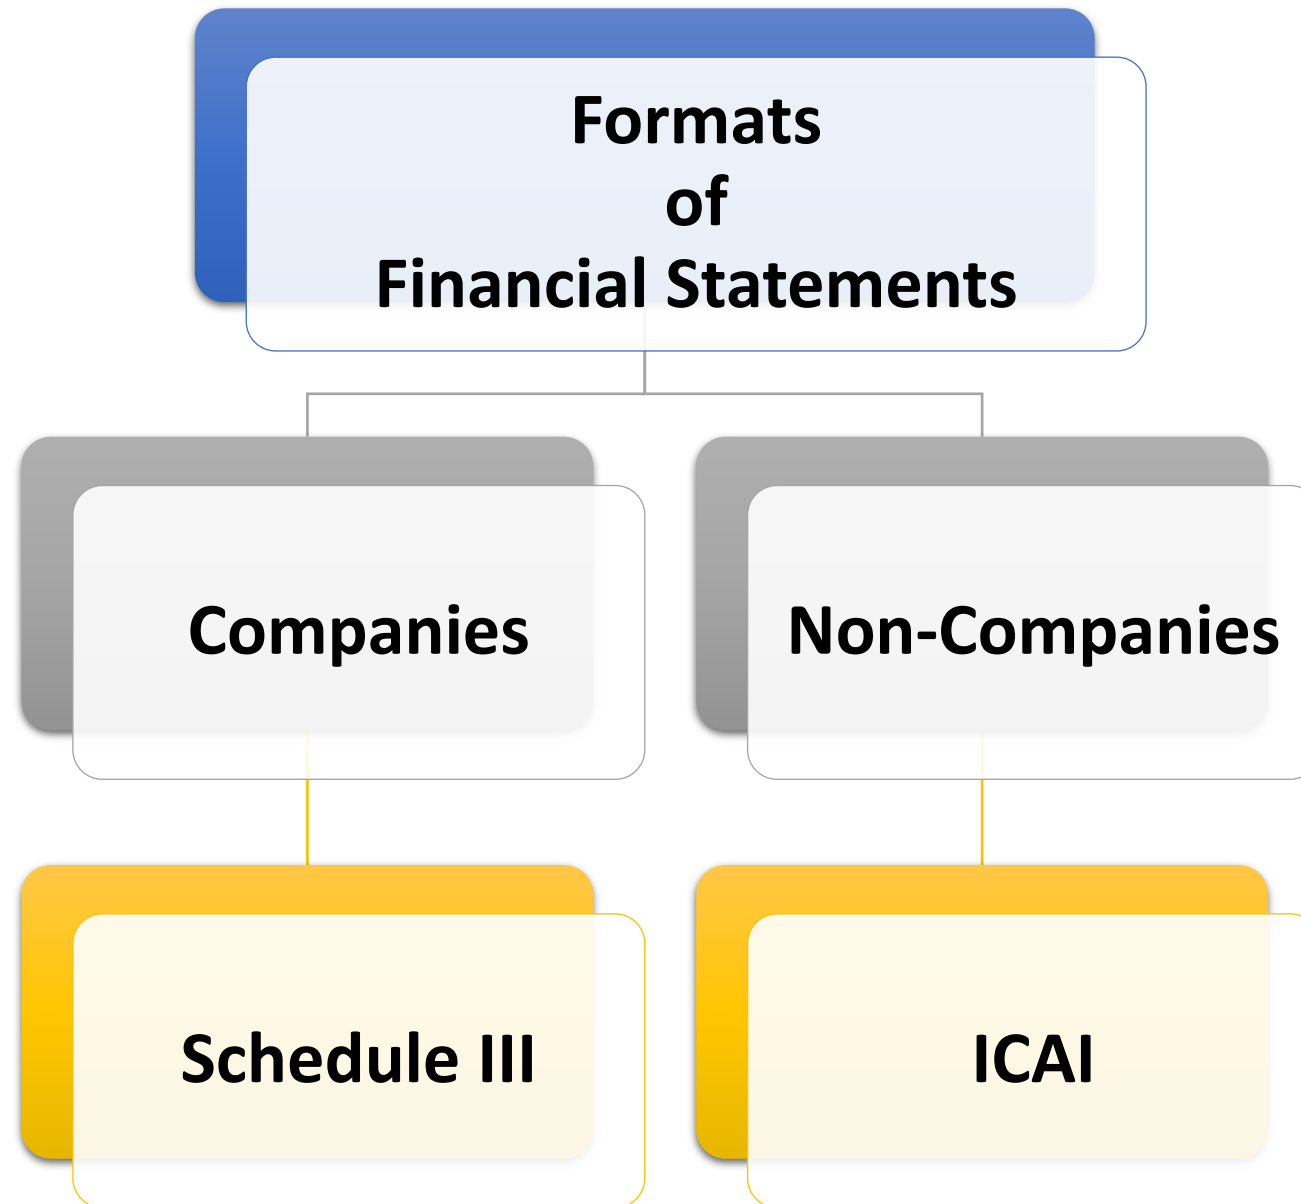 Formats
of
Financial Statements
Companies
Non-Companies
Schedule III
ICAI